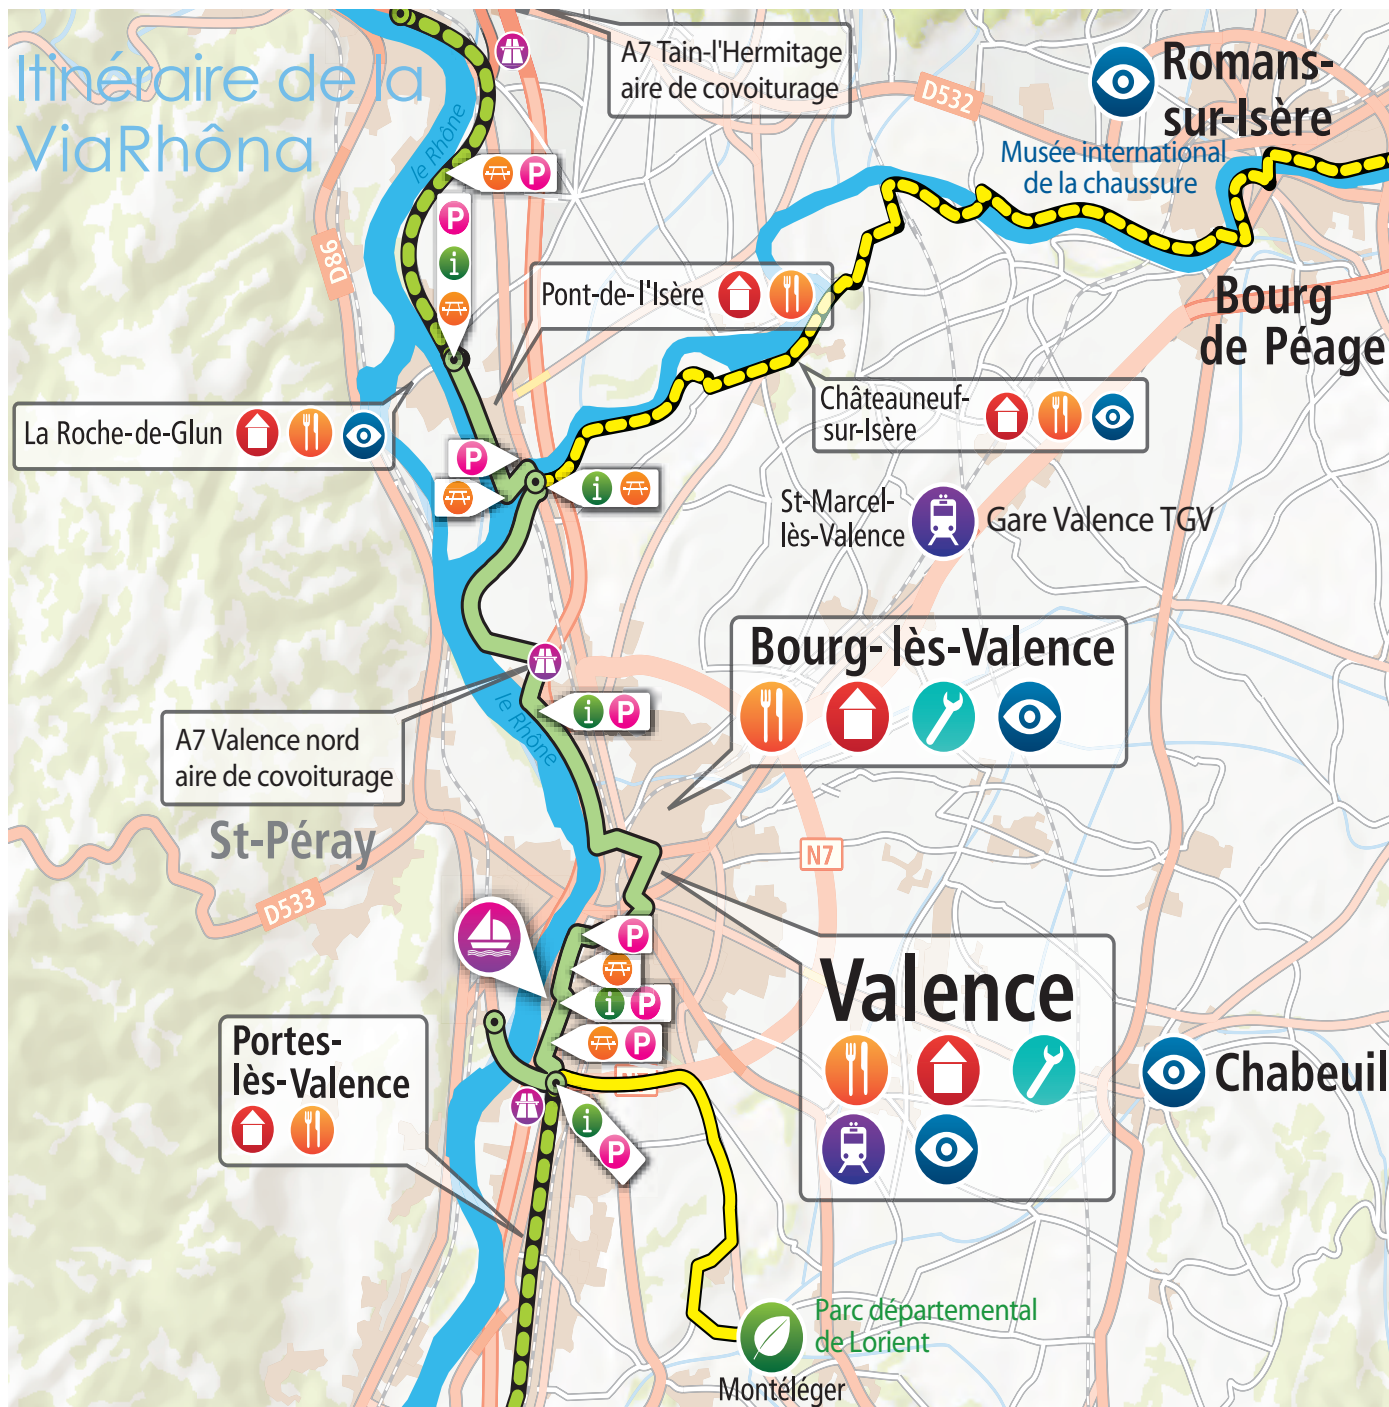 Itinéraire de la
ViaRhôna
A7 Tain-l'Hermitage
aire de covoiturage
D532
Romans-
sur-Isère
Musée international
de la chaussure
le Rhône
P
P
i
D86
Pont-de-l'Isère
Bourg
de Péage
La Roche-de-Glun
Châteauneuf-
sur-Isère
P
i
St-Marcel-
lès-Valence
Gare Valence TGV
Bourg-lès-Valence
le Rhône
i P
A7 Valence nord
aire de covoiturage
St-Péray
N7
D533
P
i P
P
Valence
Portes-
lès-Valence
Chabeuil
i
P
Parc départemental
de Lorient
Montéléger